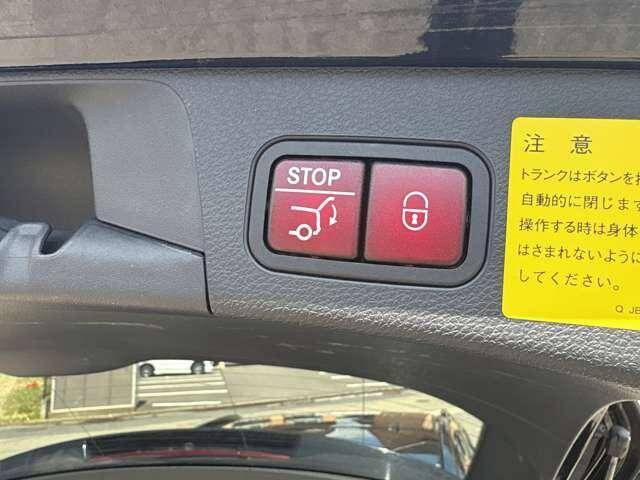 STOP
注 意
トランクはボタンを
自動的に閉じます
操作する時は身体
はさまれないように
してください。
Q JB